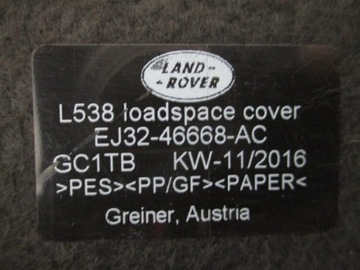 LAND-
-ROVER
L538 loadspace cover
EJ32-46668-AC
GC1TB KW-11/2016
>PES><PP/GF><PAPER<
Greiner, Austria